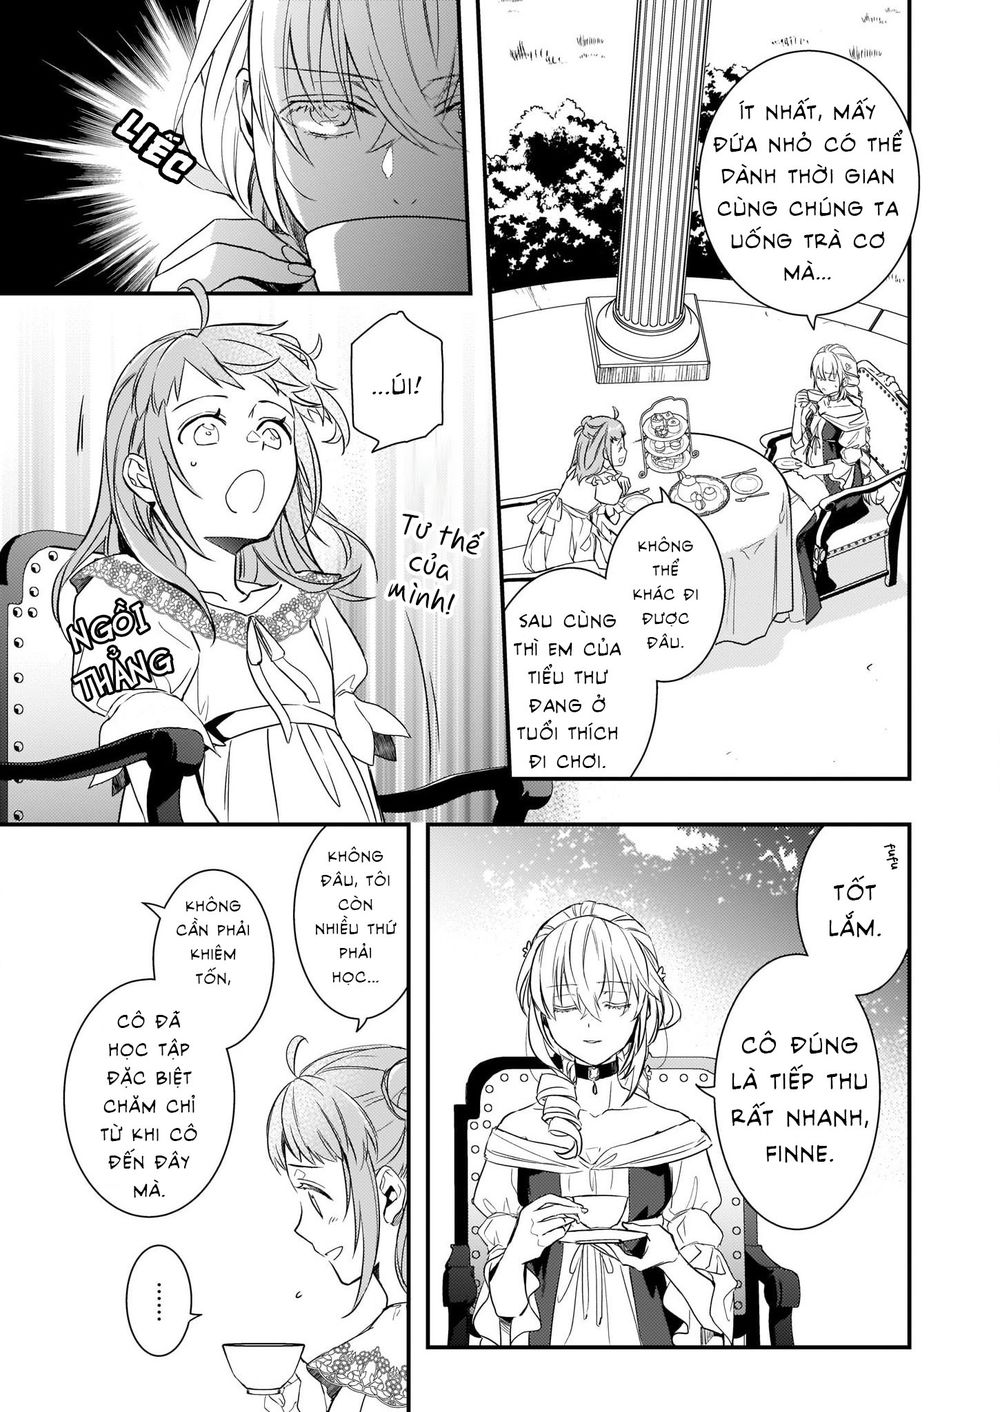 ÍT NHẤT, MẤY
ĐỨA NHỎ CÓ THỂ
DÀNH THỜI GIAN
CÙNG CHÚNG TA
UỐNG TRÀ CƠ
MÀ...
KHÔNG
THỂ
KHÁC ĐI
ĐƯỢC
ĐÂU.
SAU CÙNG
THÌ EM CỦA
TIỂU THƯ
ĐANG Ở
TUỔI THÍCH
ĐI CHƠI.
LIẾC
...ÚI!
TƯ THẾ
CỦA
MÌNH!
NGỒI
THẲNG
fufu
TỐT
LẮM.
CÔ ĐÚNG
LÀ TIẾP THU
RẤT NHANH,
FINNE.
KHÔNG
ĐÂU, TÔI
CÒN
NHIỀU THỨ
PHẢI
HỌC...
KHÔNG
CẦN PHẢI
KHIÊM
TỐN,
CÔ ĐÃ
HỌC TẬP
ĐẶC BIỆT
CHĂM CHỈ
TỪ KHI CÔ
ĐẾN ĐÂY
MÀ.
......